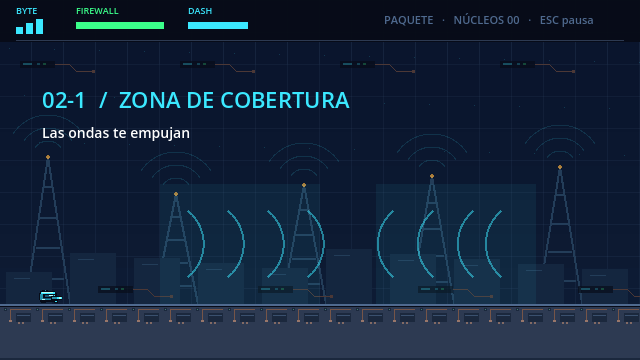 BYTE FIREWALL DASH
PAQUETE · NÚCLEOS 00 · ESC pausa
02-1 / ZONA DE COBERTURA
Las ondas te empujan